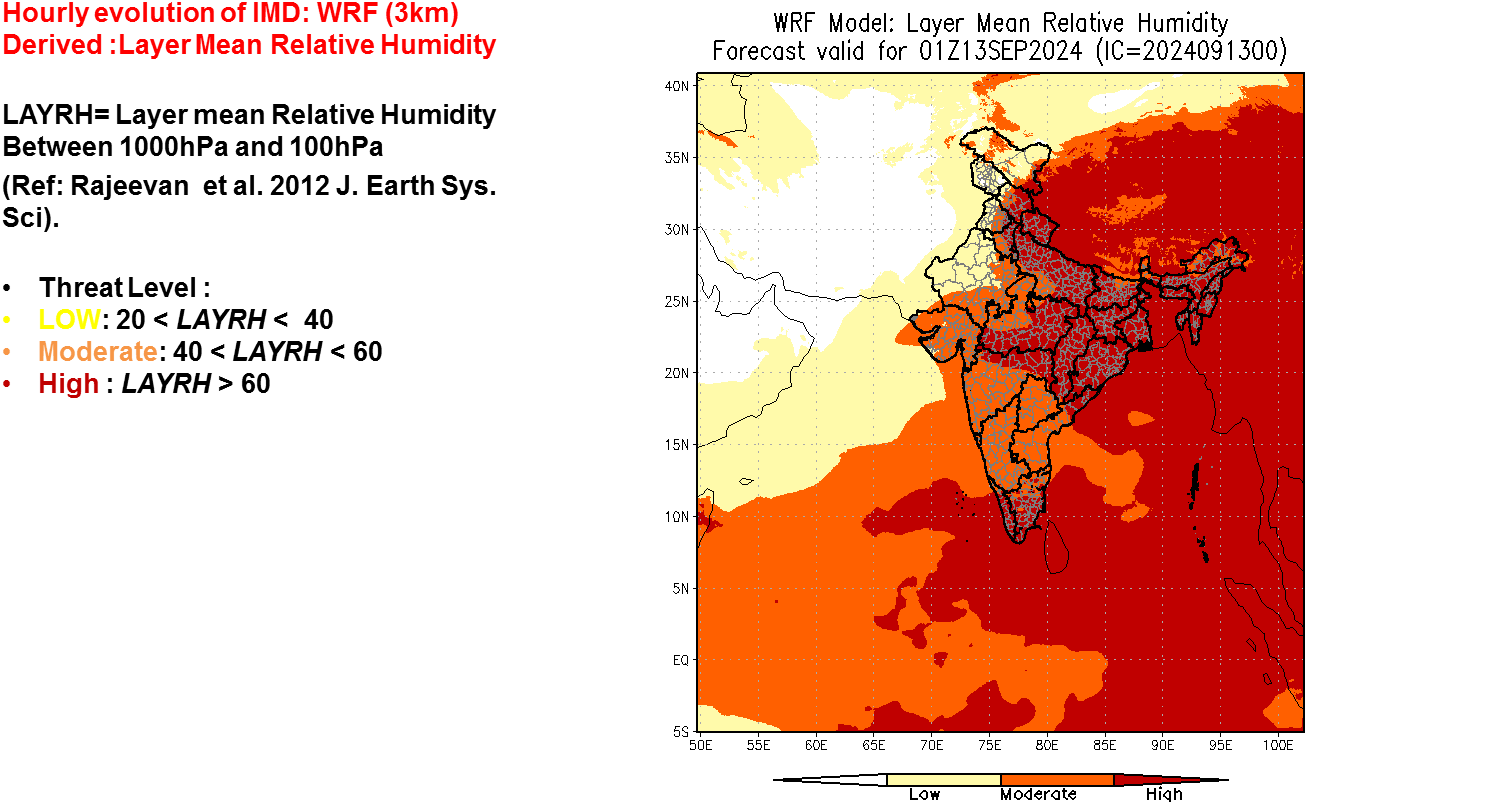 Hourly evolution of IMD: WRF (3km)
Derived :Layer Mean Relative Humidity
LAYRH= Layer mean Relative Humidity
Between 1000hPa and 100hPa
(Ref: Rajeevan et al. 2012 J. Earth Sys.
Sci).
• Threat Level :
• LOW: 20 < LAYRH < 40
• Moderate: 40 < LAYRH < 60
• High : LAYRH > 60
WRF Model: Layer Mean Relative Humidity
Forecast valid for 01Z13SEP2024 (IC=2024091300)
40N
35N
30N
25N
20N
15N
10N
5N
EQ
5S
50E 55E 60E 65E 70E 75E 80E 85E 90E 95E 100E
Low Moderate High